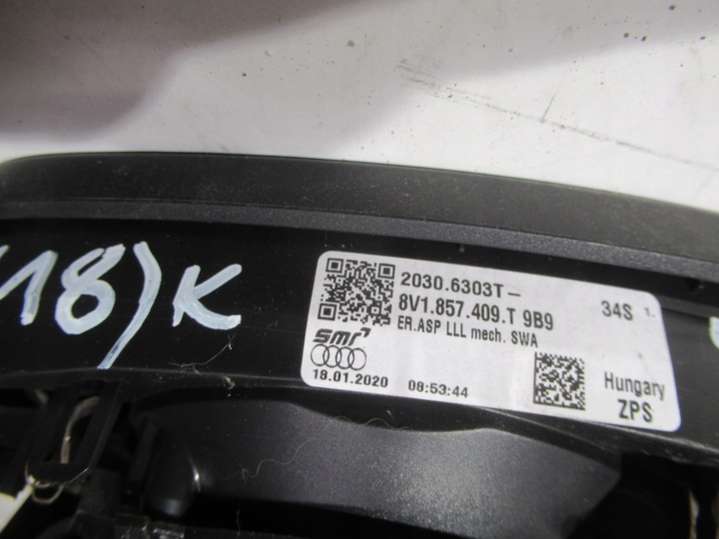 18)K
2030.6303T-
8V1.857.409.T 9B9
34S 1.
ER.ASP LLL mech. SWA
smr
18.01.2020 08:53:44
Hungary
ZPS